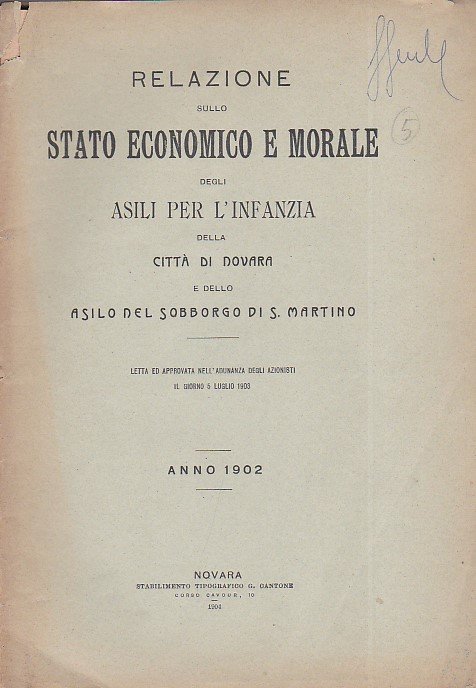 RELAZIONE
SULLO
STATO ECONOMICO E MORALE
5
DEGLI
ASILI PER L'INFANZIA
DELLA
CITTÀ DI NOVARA
E DELLO
ASILO NEL SOBBORGO DI S. MARTINO
LETTA ED APPROVATA NELL'ADUNANZA DEGLI AZIONISTI
IL GIORNO 5 LUGLIO 1903
ANNO 1902
NOVARA
STABILIMENTO TIPOGRAFICO G. CANTONE
CORSO CAVOUR, 10
1904